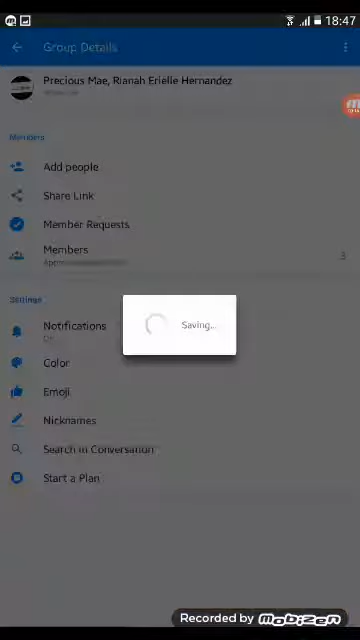 18:47
Group Details
Precious Mae, Rianah Erielle Hernandez
Members
Add people
Share Link
Member Requests
Members
3
Settings
Saving...
Notifications
On
Color
Emoji
Nicknames
Search in Conversation
Start a Plan
Recorded by Mobizen